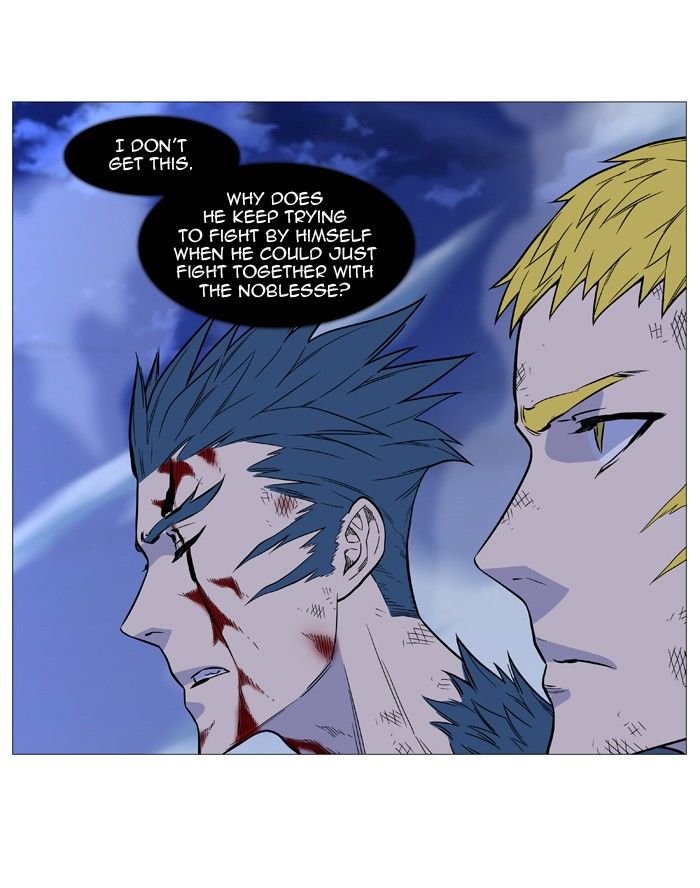 I DON'T
GET THIS.
WHY DOES
HE KEEP TRYING
TO FIGHT BY HIMSELF
WHEN HE COULD JUST
FIGHT TOGETHER WITH
THE NOBLESSE?